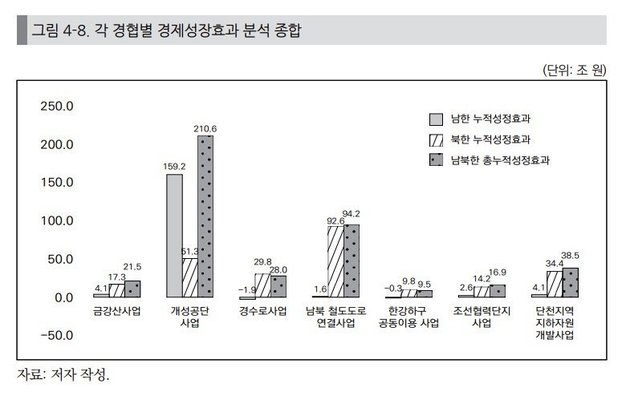 그림 4-8. 각 경협별 경제성장효과 분석 종합
(단위: 조 원)
250.0
200.0
150.0
100.0
50.0
0.0
-50.0
남한 누적성정효과
북한 누적성정효과
남북한 총누적성정효과
4.1 17.3 21.5
159.2 51.3 210.6
-1.9 29.8 28.0
1.6 92.6 94.2
-0.3 9.8 9.5
2.6 14.2 16.9
4.1 34.4 38.5
금강산사업
개성공단
사업
경수로사업
남북 철도도로
연결사업
한강하구
공동이용 사업
조선협력단지
사업
단천지역
지하자원
개발사업
자료: 저자 작성.